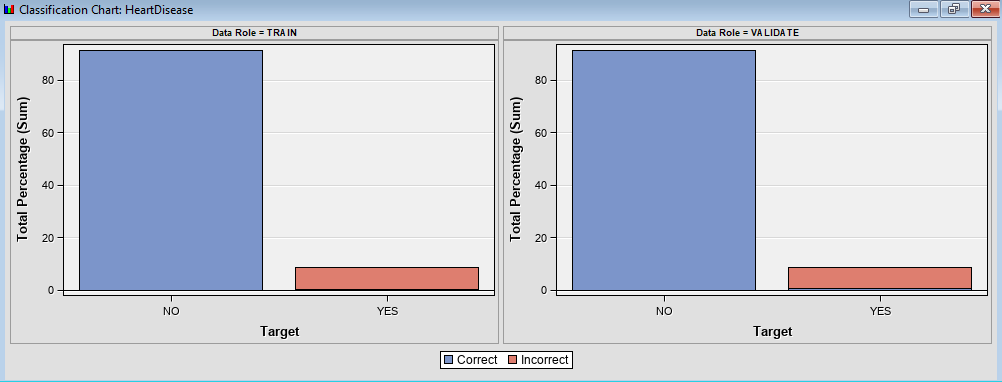 Classification Chart: HeartDisease
Data Role = TRAIN
Total Percentage (Sum)
80
60
40
20
0
NO
YES
Target
Data Role = VALIDATE
Total Percentage (Sum)
80
60
40
20
0
NO
YES
Target
Correct Incorrect